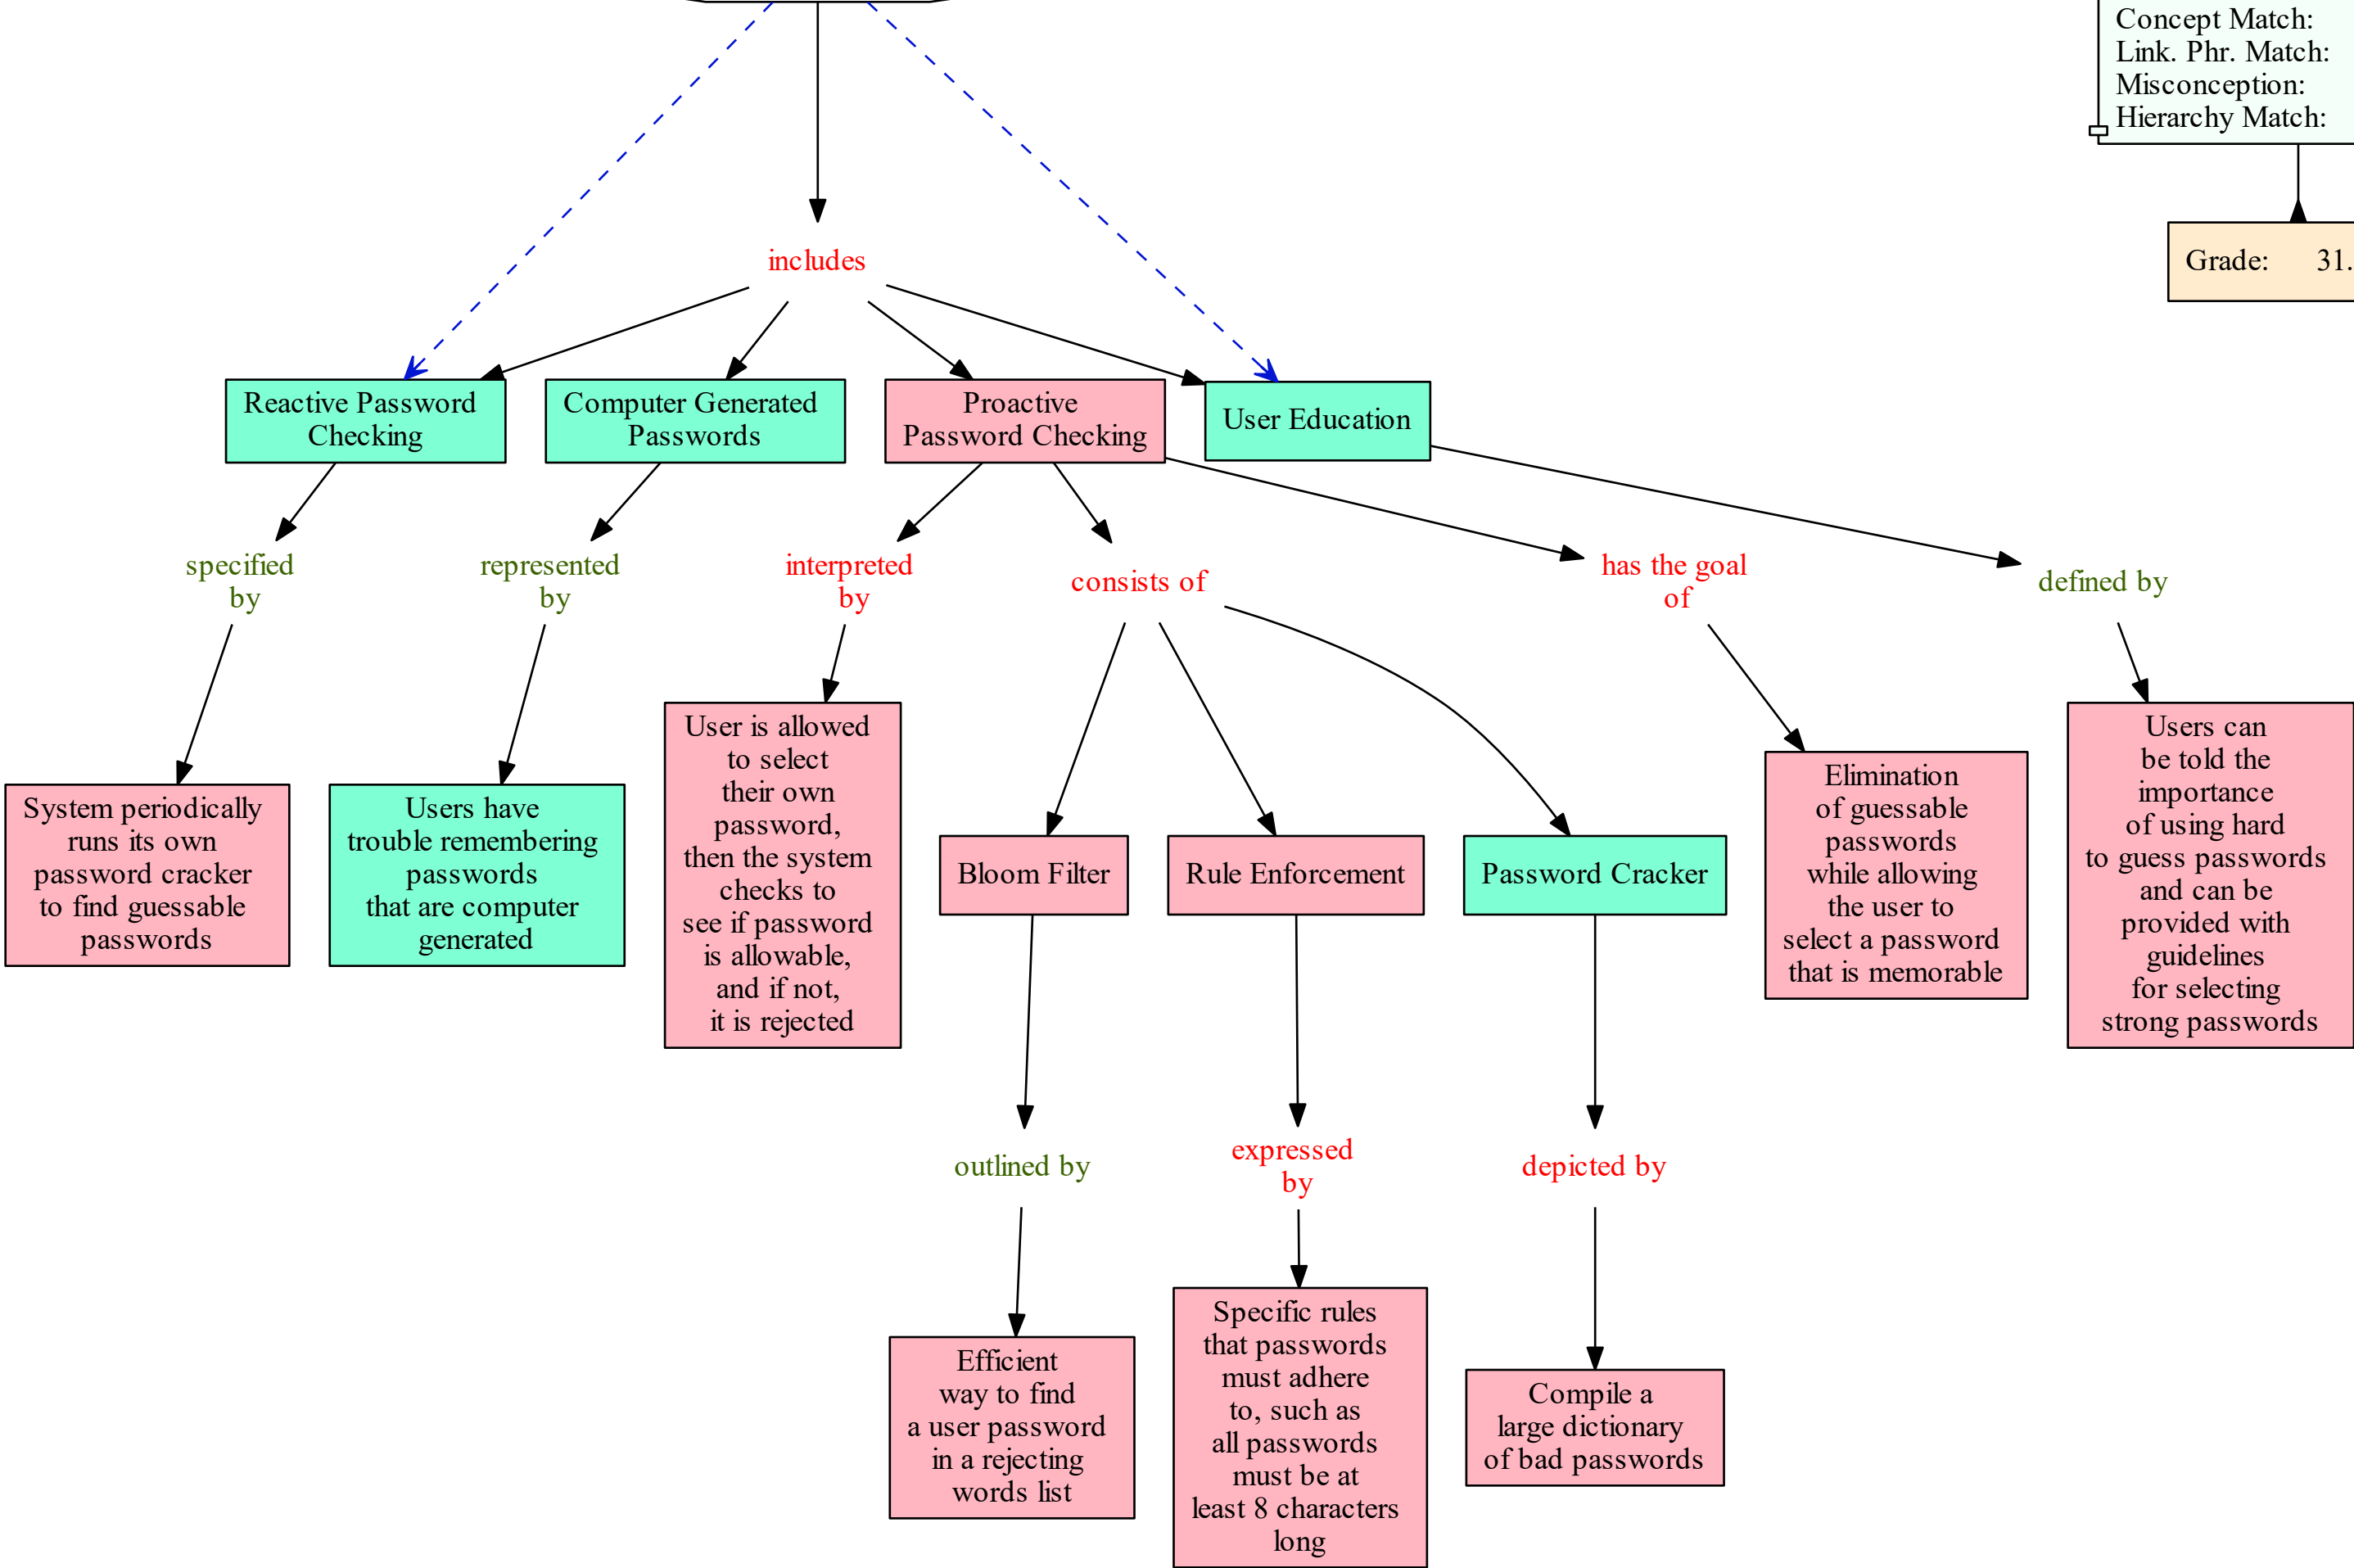 Concept Match:
Link. Phr. Match:
Misconception:
Hierarchy Match:
Grade: 31.
includes
Reactive Password
Checking
Computer Generated
Passwords
Proactive
Password Checking
User Education
specified
by
represented
by
interpreted
by
consists of
has the goal
of
defined by
System periodically
runs its own
password cracker
to find guessable
passwords
Users have
trouble remembering
passwords
that are computer
generated
User is allowed
to select
their own
password,
then the system
checks to
see if password
is allowable,
and if not,
it is rejected
Bloom Filter
Rule Enforcement
Password Cracker
Elimination
of guessable
passwords
while allowing
the user to
select a password
that is memorable
Users can
be told the
importance
of using hard
to guess passwords
and can be
provided with
guidelines
for selecting
strong passwords
outlined by
expressed
by
depicted by
Efficient
way to find
a user password
in a rejecting
words list
Specific rules
that passwords
must adhere
to, such as
all passwords
must be at
least 8 characters
long
Compile a
large dictionary
of bad passwords